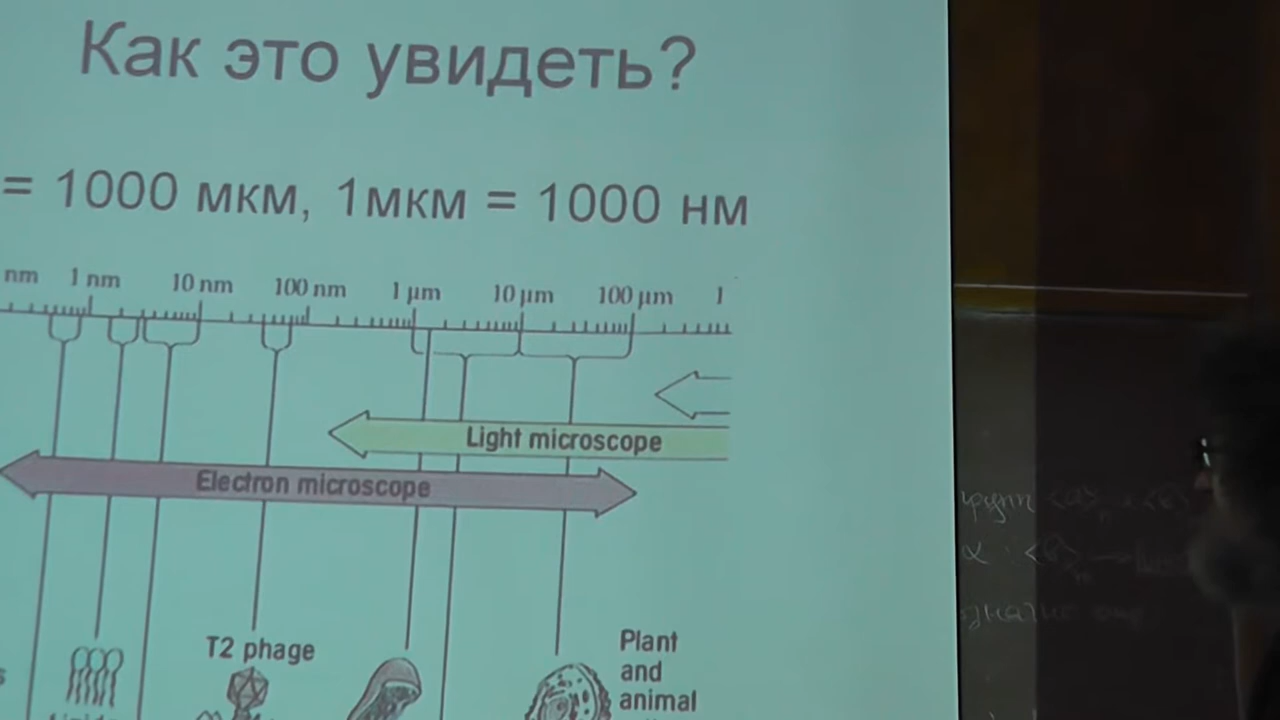 Как это увидеть?
= 1000 мкм, 1мкм = 1000 нм
nm 1 nm 10 nm 100 nm 1 µm 10 µm 100 µm 1
Light microscope
Electron microscope
T2 phage
Plant
and
animal